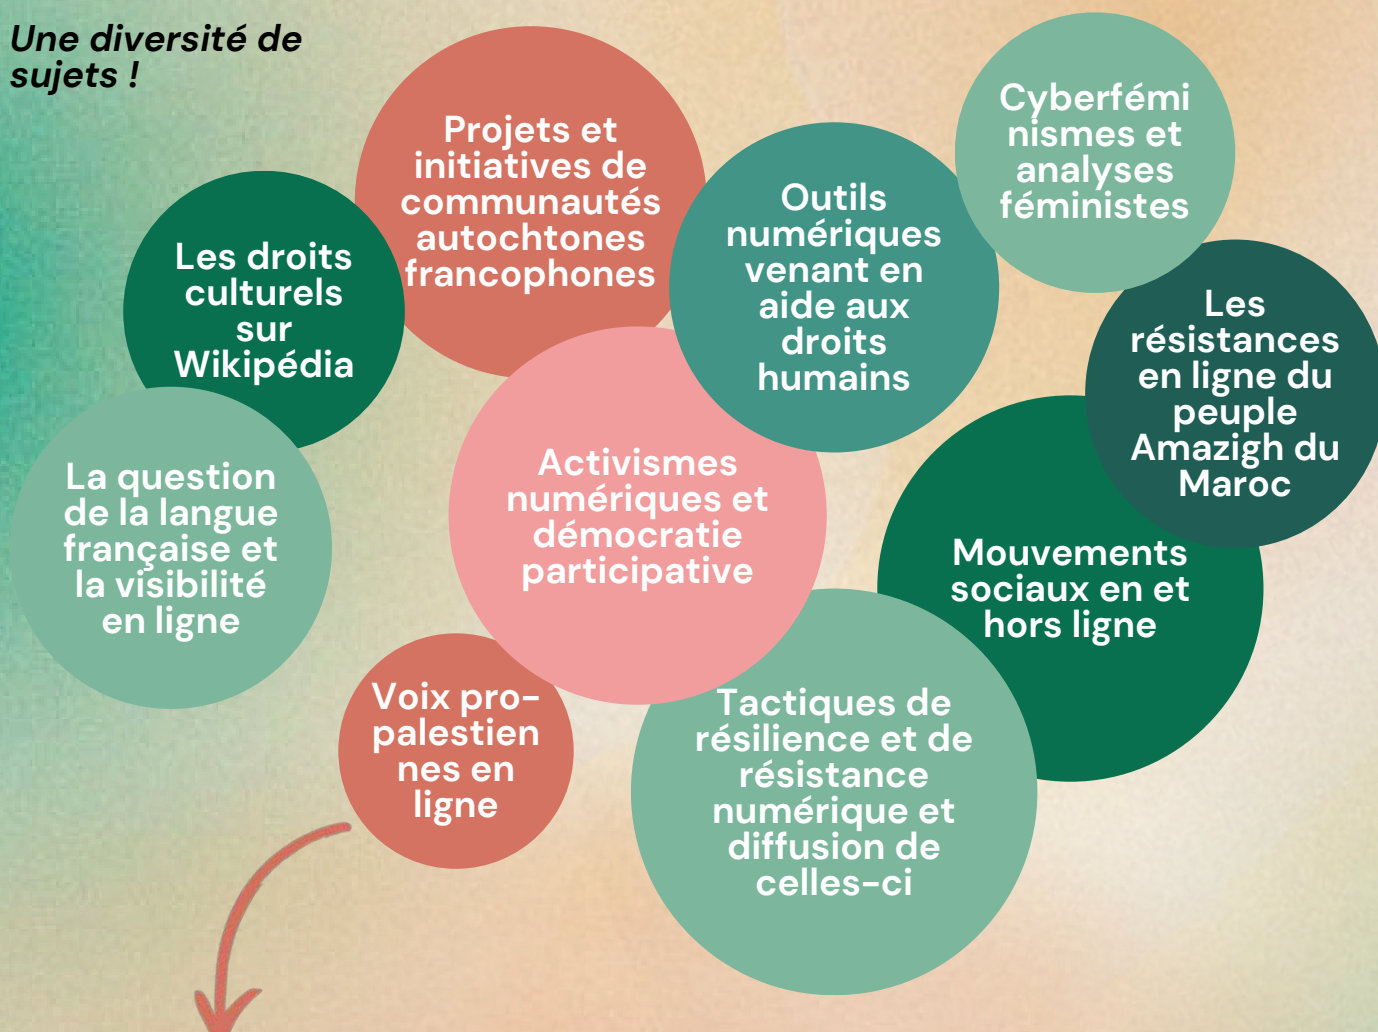 Une diversité de
sujets !
Projets et
initiatives de
communautés
autochtones
francophones
Cyberfémi
nismes et
analyses
féministes
Outils
numériques
venant en
aide aux
droits
humains
Les droits
culturels
sur
Wikipédia
Les
résistances
en ligne du
peuple
Amazigh du
Maroc
La question
de la langue
française et
la visibilité
en ligne
Activismes
numériques et
démocratie
participative
Mouvements
sociaux en et
hors ligne
Voix pro-
palestien
nes en
ligne
Tactiques de
résilience et de
résistance
numérique et
diffusion de
celles-ci